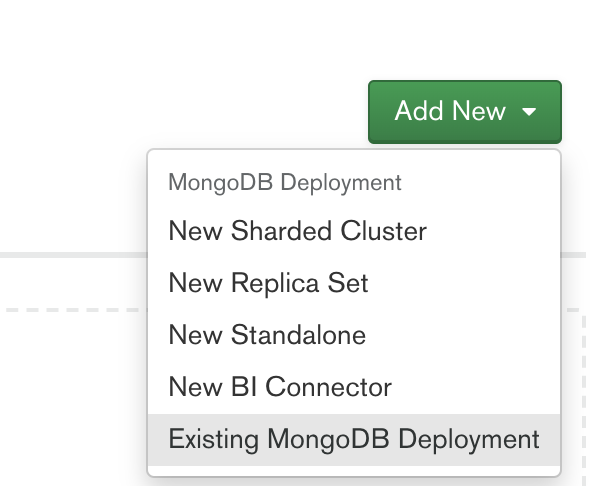 Add New
MongoDB Deployment
New Sharded Cluster
New Replica Set
New Standalone
New BI Connector
Existing MongoDB Deployment